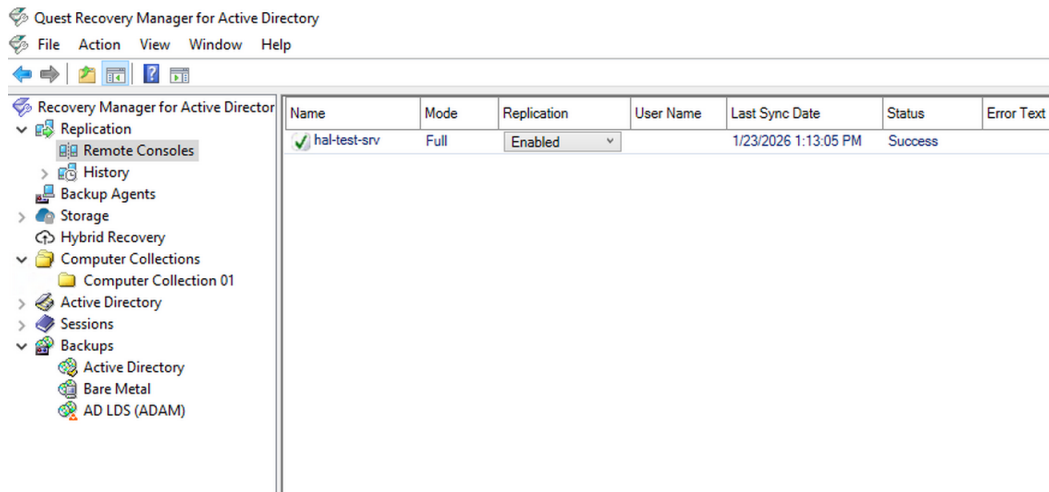 Quest Recovery Manager for Active Directory
File Action View Window Help
Recovery Manager for Active Director
Replication
Remote Consoles
History
Backup Agents
Storage
Hybrid Recovery
Computer Collections
Computer Collection 01
Active Directory
Sessions
Backups
Active Directory
Bare Metal
AD LDS (ADAM)
Name Mode Replication User Name Last Sync Date Status Error Text
hal-test-srv Full Enabled 1/23/2026 1:13:05 PM Success